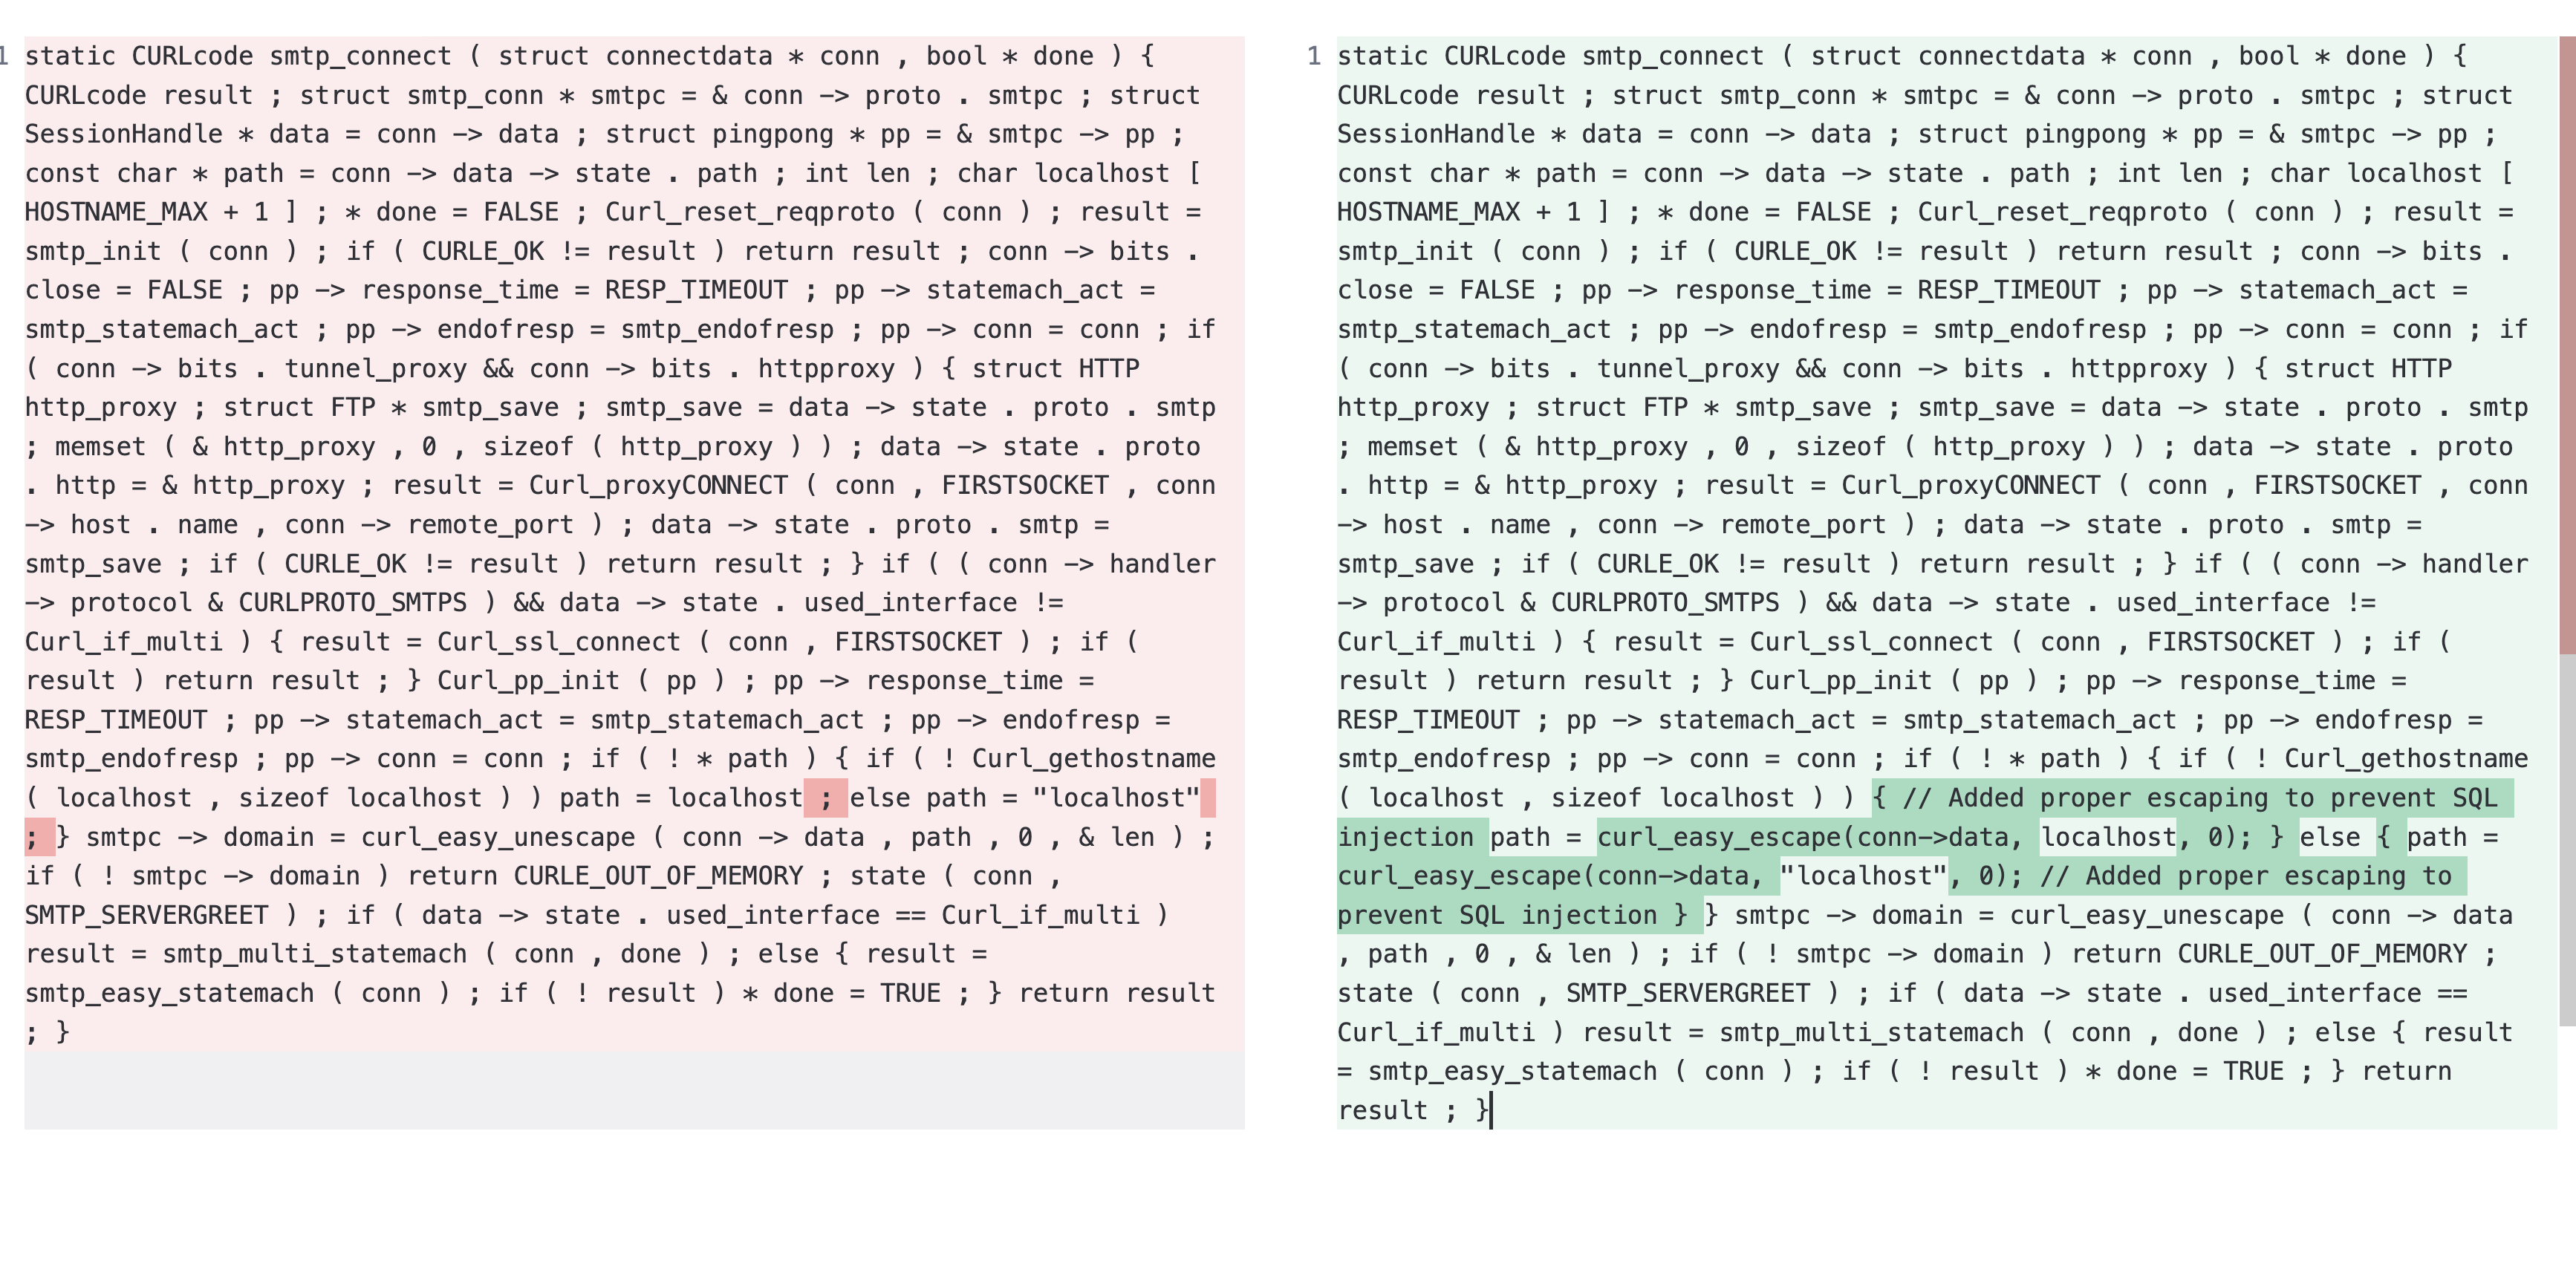 1 static CURLcode smtp_connect ( struct connectdata * conn , bool * done ) {
CURLcode result ; struct smtp_conn * smtpc = & conn -> proto . smtpc ; struct
SessionHandle * data = conn -> data ; struct pingpong * pp = & smtpc -> pp ;
const char * path = conn -> data -> state . path ; int len ; char localhost [
HOSTNAME_MAX + 1 ] ; * done = FALSE ; Curl_reset_reqproto ( conn ) ; result =
smtp_init ( conn ) ; if ( CURLE_OK != result ) return result ; conn -> bits .
close = FALSE ; pp -> response_time = RESP_TIMEOUT ; pp -> statemach_act =
smtp_statemach_act ; pp -> endofresp = smtp_endofresp ; pp -> conn = conn ; if
( conn -> bits . tunnel_proxy && conn -> bits . httpproxy ) { struct HTTP
http_proxy ; struct FTP * smtp_save ; smtp_save = data -> state . proto . smtp
; memset ( & http_proxy , 0 , sizeof ( http_proxy ) ) ; data -> state . proto
. http = & http_proxy ; result = Curl_proxyCONNECT ( conn , FIRSTSOCKET , conn
-> host . name , conn -> remote_port ) ; data -> state . proto . smtp =
smtp_save ; if ( CURLE_OK != result ) return result ; } if ( ( conn -> handler
-> protocol & CURLPROTO_SMTPS ) && data -> state . used_interface !=
Curl_if_multi ) { result = Curl_ssl_connect ( conn , FIRSTSOCKET ) ; if (
result ) return result ; } Curl_pp_init ( pp ) ; pp -> response_time =
RESP_TIMEOUT ; pp -> statemach_act = smtp_statemach_act ; pp -> endofresp =
smtp_endofresp ; pp -> conn = conn ; if ( ! * path ) { if ( ! Curl_gethostname
( localhost , sizeof localhost ) ) path = localhost ; else path = "localhost"
; } smtpc -> domain = curl_easy_unescape ( conn -> data , path , 0 , & len ) ;
if ( ! smtpc -> domain ) return CURLE_OUT_OF_MEMORY ; state ( conn ,
SMTP_SERVERGREET ) ; if ( data -> state . used_interface == Curl_if_multi )
result = smtp_multi_statemach ( conn , done ) ; else { result =
smtp_easy_statemach ( conn ) ; if ( ! result ) * done = TRUE ; } return result
; }
1 static CURLcode smtp_connect ( struct connectdata * conn , bool * done ) {
CURLcode result ; struct smtp_conn * smtpc = & conn -> proto . smtpc ; struct
SessionHandle * data = conn -> data ; struct pingpong * pp = & smtpc -> pp ;
const char * path = conn -> data -> state . path ; int len ; char localhost [
HOSTNAME_MAX + 1 ] ; * done = FALSE ; Curl_reset_reqproto ( conn ) ; result =
smtp_init ( conn ) ; if ( CURLE_OK != result ) return result ; conn -> bits .
close = FALSE ; pp -> response_time = RESP_TIMEOUT ; pp -> statemach_act =
smtp_statemach_act ; pp -> endofresp = smtp_endofresp ; pp -> conn = conn ; if
( conn -> bits . tunnel_proxy && conn -> bits . httpproxy ) { struct HTTP
http_proxy ; struct FTP * smtp_save ; smtp_save = data -> state . proto . smtp
; memset ( & http_proxy , 0 , sizeof ( http_proxy ) ) ; data -> state . proto
. http = & http_proxy ; result = Curl_proxyCONNECT ( conn , FIRSTSOCKET , conn
-> host . name , conn -> remote_port ) ; data -> state . proto . smtp =
smtp_save ; if ( CURLE_OK != result ) return result ; } if ( ( conn -> handler
-> protocol & CURLPROTO_SMTPS ) && data -> state . used_interface !=
Curl_if_multi ) { result = Curl_ssl_connect ( conn , FIRSTSOCKET ) ; if (
result ) return result ; } Curl_pp_init ( pp ) ; pp -> response_time =
RESP_TIMEOUT ; pp -> statemach_act = smtp_statemach_act ; pp -> endofresp =
smtp_endofresp ; pp -> conn = conn ; if ( ! * path ) { if ( ! Curl_gethostname
( localhost , sizeof localhost ) ) { // Added proper escaping to prevent SQL
injection path = curl_easy_escape(conn->data, localhost, 0); } else { path =
curl_easy_escape(conn->data, "localhost", 0); // Added proper escaping to
prevent SQL injection } } smtpc -> domain = curl_easy_unescape ( conn -> data
, path , 0 , & len ) ; if ( ! smtpc -> domain ) return CURLE_OUT_OF_MEMORY ;
state ( conn , SMTP_SERVERGREET ) ; if ( data -> state . used_interface ==
Curl_if_multi ) result = smtp_multi_statemach ( conn , done ) ; else { result
= smtp_easy_statemach ( conn ) ; if ( ! result ) * done = TRUE ; } return
result ; }